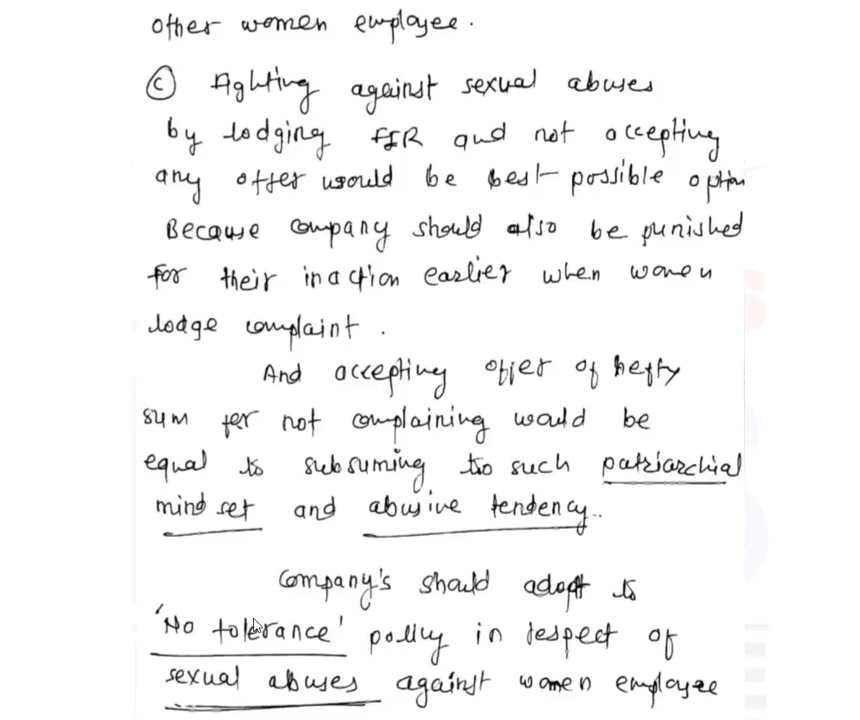 other women employee.
(C) Fighting against sexual abuses
by lodging FIR and not accepting
any offer would be best possible option
Because company should also be punished
for their inaction earlier when women
lodge complaint.
And accepting offer of hefty
sum for not complaining would be
equal to subsuming to such patriarchial
mind set and abusive tendency..
Company's should adopt to
'No tolerance' policy in respect of
sexual abuses against women employee